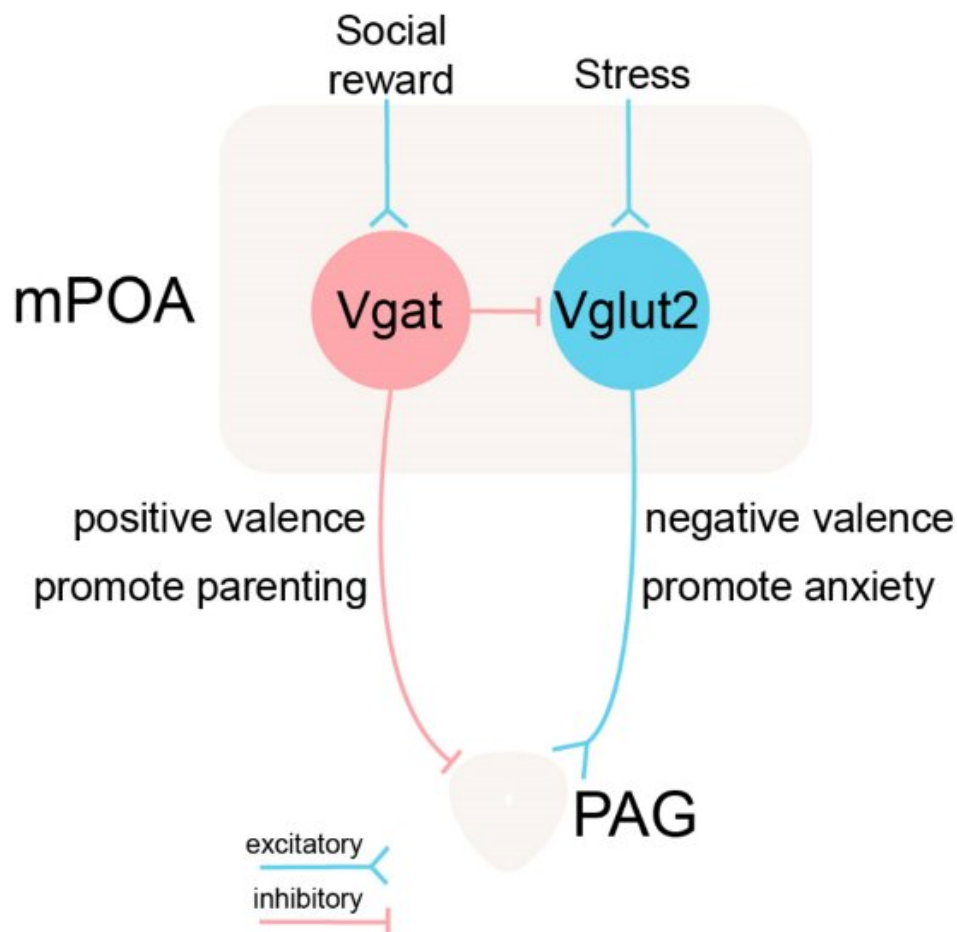 Social
reward
Stress
mPOA
Vgat
Vglut2
positive valence
negative valence
promote parenting
promote anxiety
PAG
excitatory
inhibitory